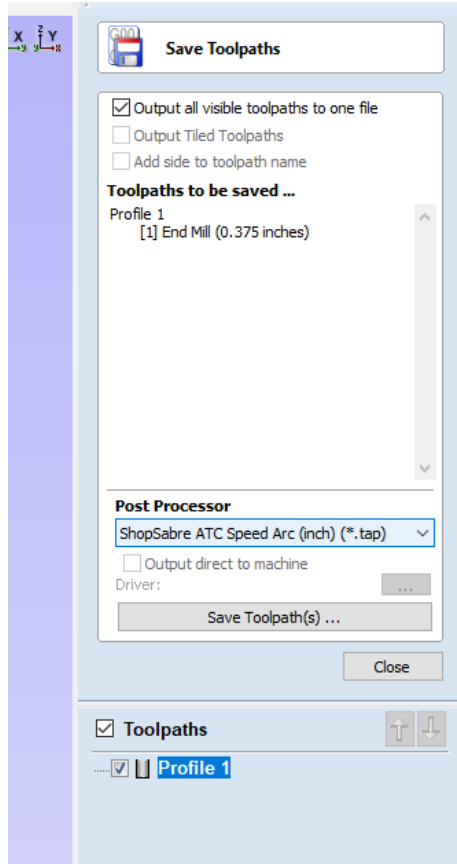 X Z Y
y y x
G00
Save Toolpaths
Output all visible toolpaths to one file
Output Tiled Toolpaths
Add side to toolpath name
Toolpaths to be saved ...
Profile 1
[1] End Mill (0.375 inches)
Post Processor
ShopSabre ATC Speed Arc (inch) (*.tap)
Output direct to machine
Driver:
...
Save Toolpath(s) ...
Close
Toolpaths
Profile 1